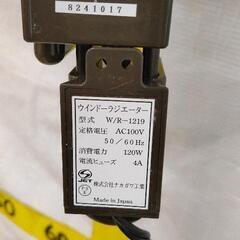 8241017
ウインドーラジエーター
型式 W/R-1219
定格電圧 AC100V
50/60Hz
消費電力 120W
電流ヒューズ 4A
JET
株式会社ナカガワ工業
Made in Japan
60